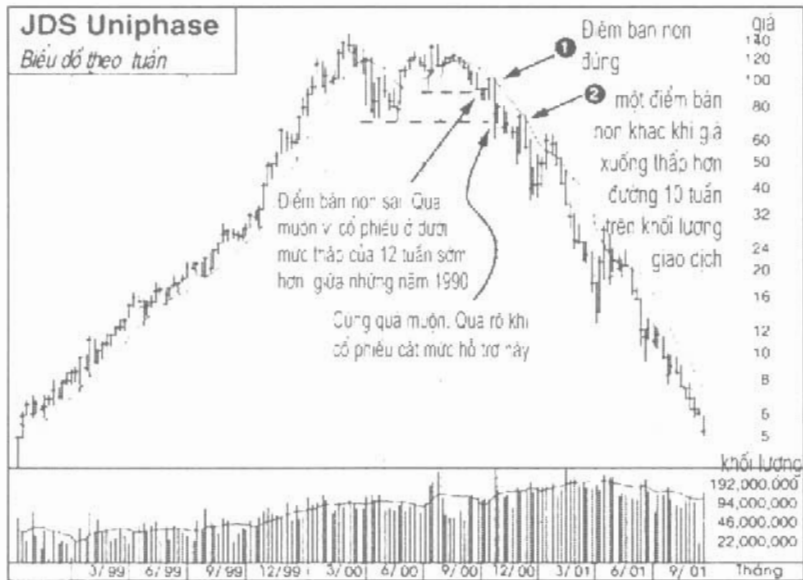 JDS Uniphase
Biểu đồ theo tuần
giá
140
120
100
80
60
50
40
32
24
20
16
12
10
8
6
5
1 Điểm bán non
đúng
2 một điểm bán
non khac khi giá
xuống thấp hơn
đường 10 tuần
trên khối lượng
giao dịch
Điểm bán non sai. Qua
muộn vì cổ phiếu ở dưới
mức thấp của 12 tuần sớm
hơn giữa những năm 1990
Cũng quá muộn. Qua rõ khi
cổ phiếu cắt mức hỗ trợ này
khối lượng
192,000,000
94,000,000
46,000,000
22,000,000
3/99 6/99 9/99 12/99 3/00 6/00 9/00 12/00 3/01 6/01 9/01 Tháng